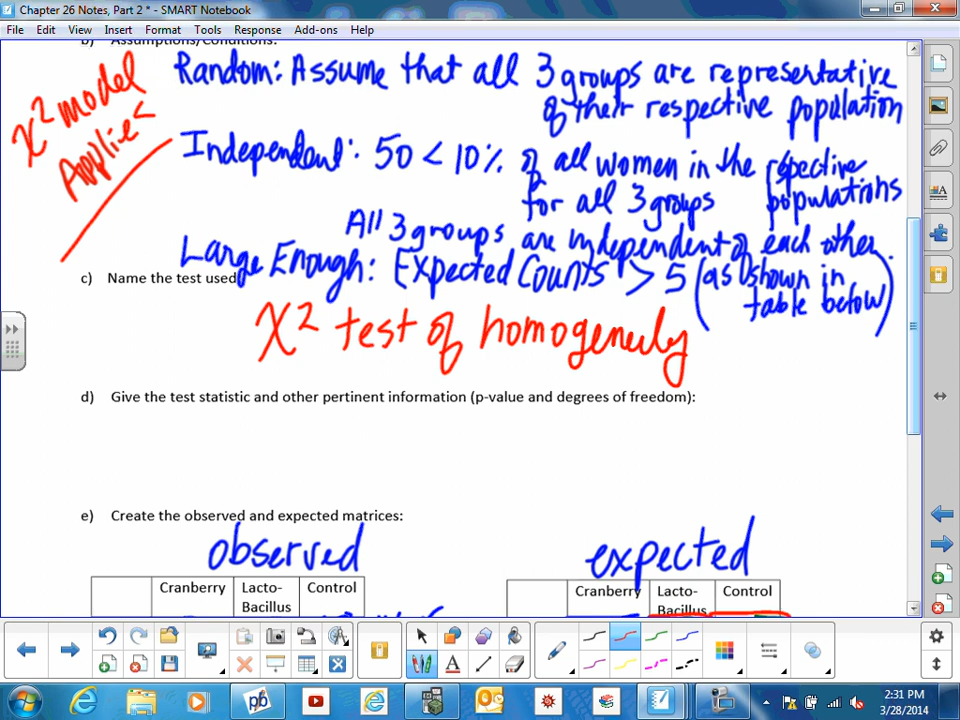 Chapter 26 Notes, Part 2 * - SMART Notebook
File Edit View Insert Format Tools Response Add-ons Help
b) Assumptions/Conditions:
χ² model
Applies
Random: Assume that all 3 groups are representative
of their respective population
Independent: 50 < 10% of all women in the respective
for all 3 groups populations
All 3 groups are independent of each other.
Large Enough: Expected Counts > 5 (as shown in
table below)
c) Name the test used
χ² test of homogeneity
d) Give the test statistic and other pertinent information (p-value and degrees of freedom):
e) Create the observed and expected matrices:
observed expected
Cranberry Lacto- Control
Bacillus
Cranberry Lacto- Control
Bacillus
2:31 PM
3/28/2014